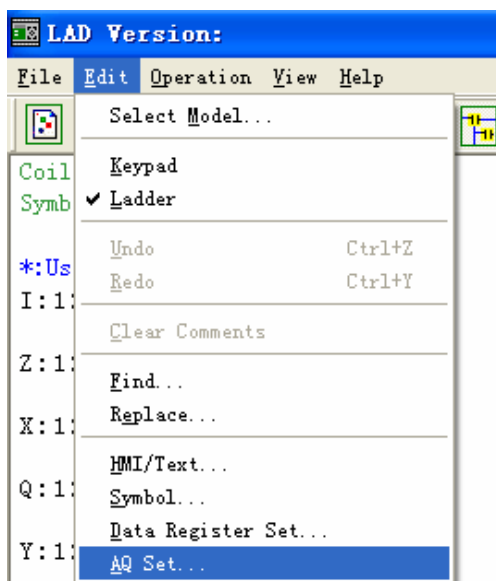 LAD Version:
File Edit Operation View Help
Select Model...
Keypad
Coil
✔ Ladder
Symb
Undo Ctrl+Z
*:Us
Redo Ctrl+Y
I:1
Clear Comments
Z:1
Find...
Replace...
X:1
HMI/Text...
Q:1
Symbol...
Data Register Set...
Y:1
AQ Set...